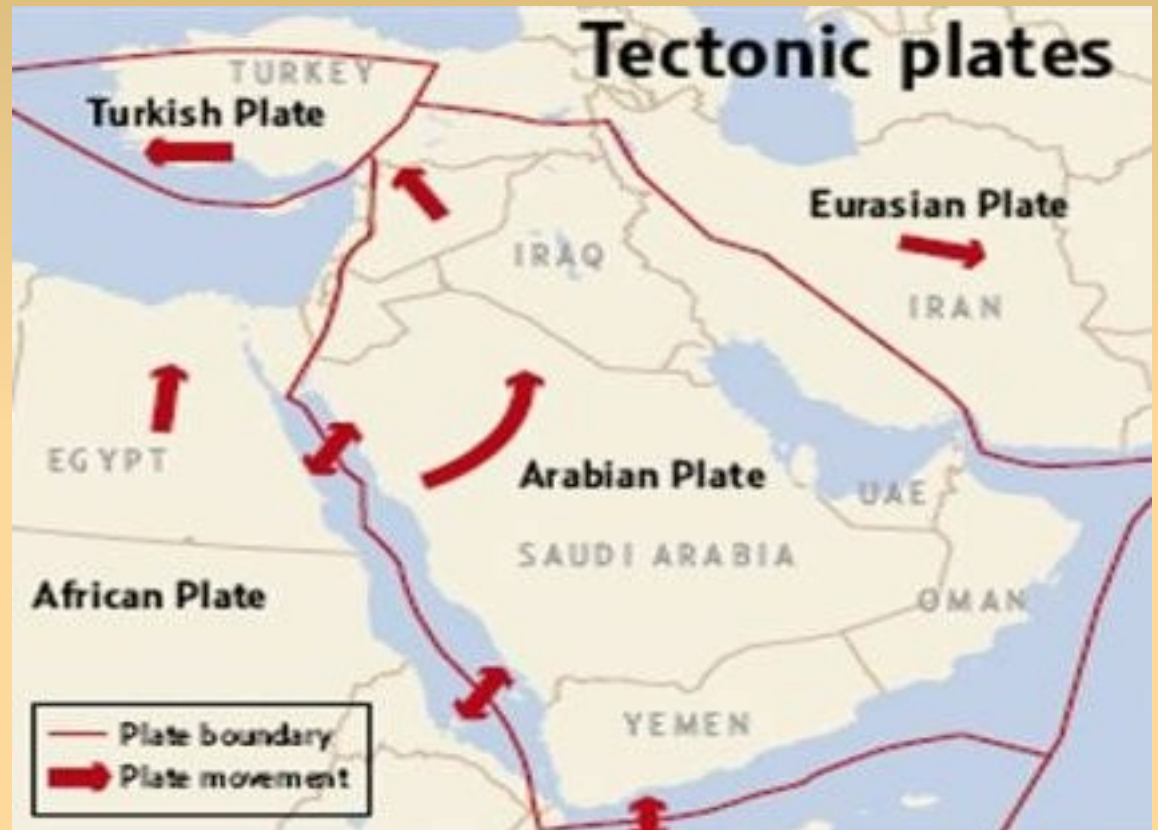 Tectonic plates
TURKEY
Turkish Plate
Eurasian Plate
IRAQ
IRAN
EGYPT
Arabian Plate
UAE
SAUDI ARABIA
African Plate
OMAN
YEMEN
Plate boundary
Plate movement